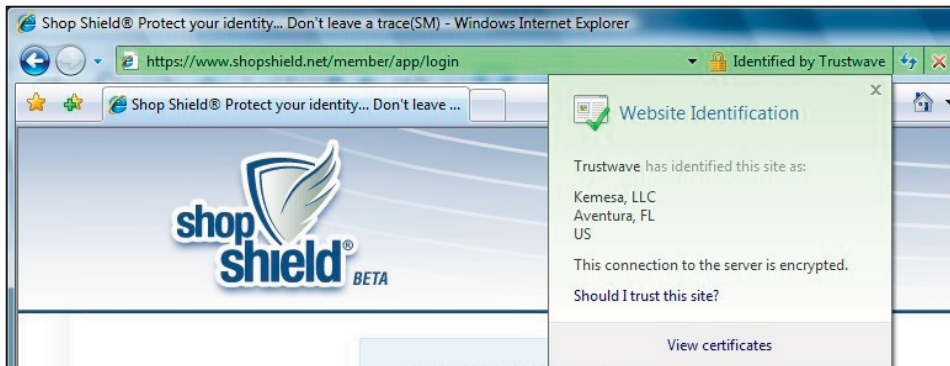 Shop Shield® Protect your identity... Don't leave a trace(SM) - Windows Internet Explorer
https://www.shopshield.net/member/app/login
Identified by Trustwave
Shop Shield® Protect your identity... Don't leave ...
Website Identification
Trustwave has identified this site as:
Kemesa, LLC
Aventura, FL
US
This connection to the server is encrypted.
Should I trust this site?
View certificates
shop
shield®
BETA